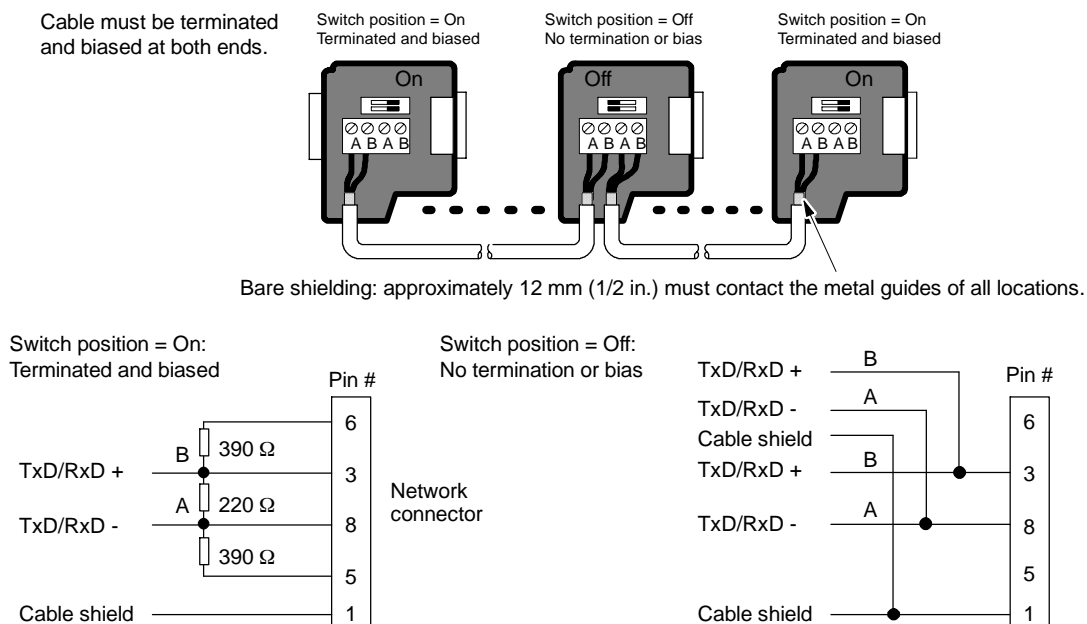 Cable must be terminated
and biased at both ends.
Switch position = On
Terminated and biased
Switch position = Off
No termination or bias
Switch position = On
Terminated and biased
On
Off
On
A B A B
A B A B
A B A B
Bare shielding: approximately 12 mm (1/2 in.) must contact the metal guides of all locations.
Switch position = On:
Terminated and biased
Pin #
6
390 Ω
B
TxD/RxD +
3
220 Ω
A
TxD/RxD -
8
390 Ω
5
Cable shield
1
Network
connector
Switch position = Off:
No termination or bias
TxD/RxD +
B
Pin #
TxD/RxD -
A
6
Cable shield
TxD/RxD +
B
3
TxD/RxD -
A
8
5
Cable shield
1